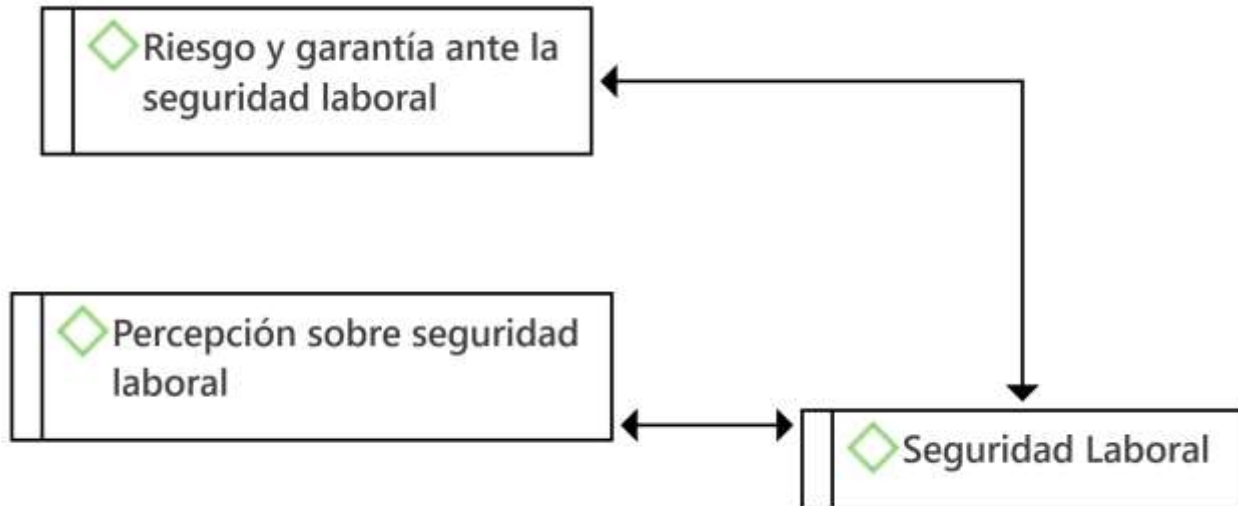 Riesgo y garantía ante la
seguridad laboral
Percepción sobre seguridad
laboral
Seguridad Laboral